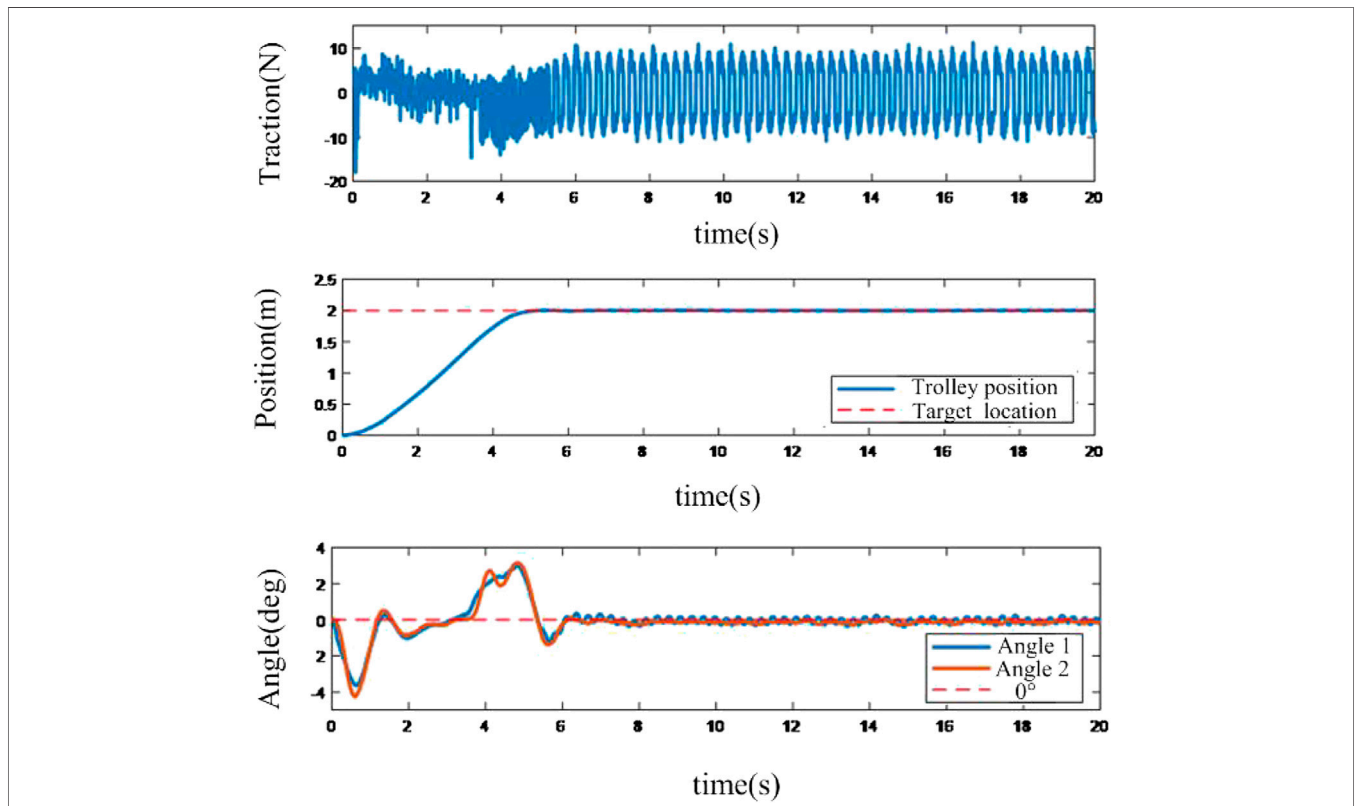 Traction(N)
10
0
-10
-20
0 2 4 6 8 10 12 14 16 18 20
time(s)
Position(m)
2.5
2
1.5
1
0.5
0
0 2 4 6 8 10 12 14 16 18 20
Trolley position
Target location
time(s)
Angle(deg)
4
2
0
2
-4
0 2 4 6 8 10 12 14 16 18 20
Angle 1
Angle 2
0°
time(s)